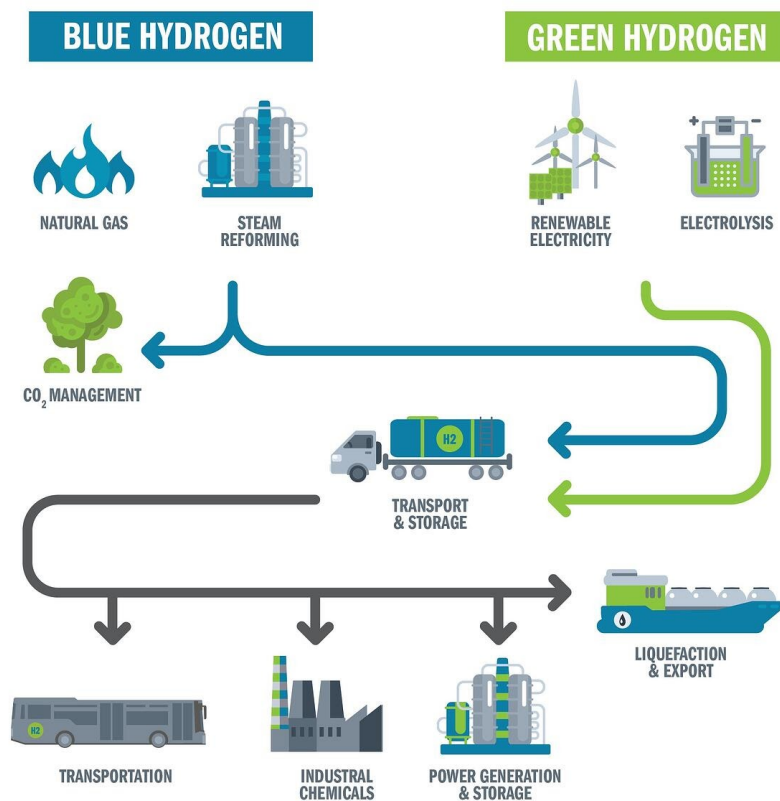 BLUE HYDROGEN
GREEN HYDROGEN
NATURAL GAS
STEAM
REFORMING
RENEWABLE
ELECTRICITY
+ −
ELECTROLYSIS
CO₂ MANAGEMENT
H2
TRANSPORT
& STORAGE
LIQUEFACTION
& EXPORT
H2
TRANSPORTATION
INDUSTRIAL
CHEMICALS
POWER GENERATION
& STORAGE